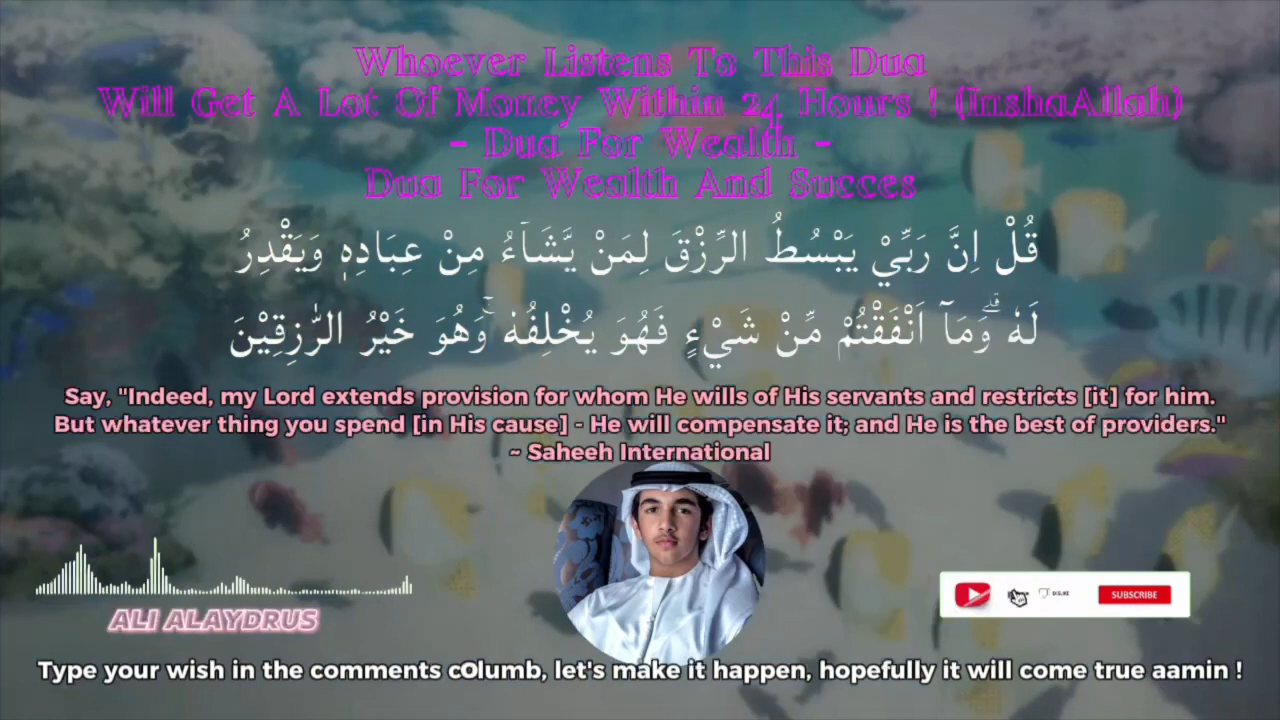 Whoever Listens To This Dua
Will Get A Lot Of Money Within 24 Hours ! (InshaAllah)
- Dua For Wealth -
Dua For Wealth And Succes
قُلْ اِنَّ رَبِّيْ يَبْسُطُ الرِّزْقَ لِمَنْ يَّشَاۤءُ مِنْ عِبَادِهٖ وَيَقْدِرُ
لَهٗ ۗوَمَآ اَنْفَقْتُمْ مِّنْ شَيْءٍ فَهُوَ يُخْلِفُهٗ ۚوَهُوَ خَيْرُ الرّٰزِقِيْنَ
Say, "Indeed, my Lord extends provision for whom He wills of His servants and restricts [it] for him.
But whatever thing you spend [in His cause] - He will compensate it; and He is the best of providers."
~ Saheeh International
DISLIKE
SUBSCRIBE
ALI ALAYDRUS
Type your wish in the comments cOlumb, let's make it happen, hopefully it will come true aamin !